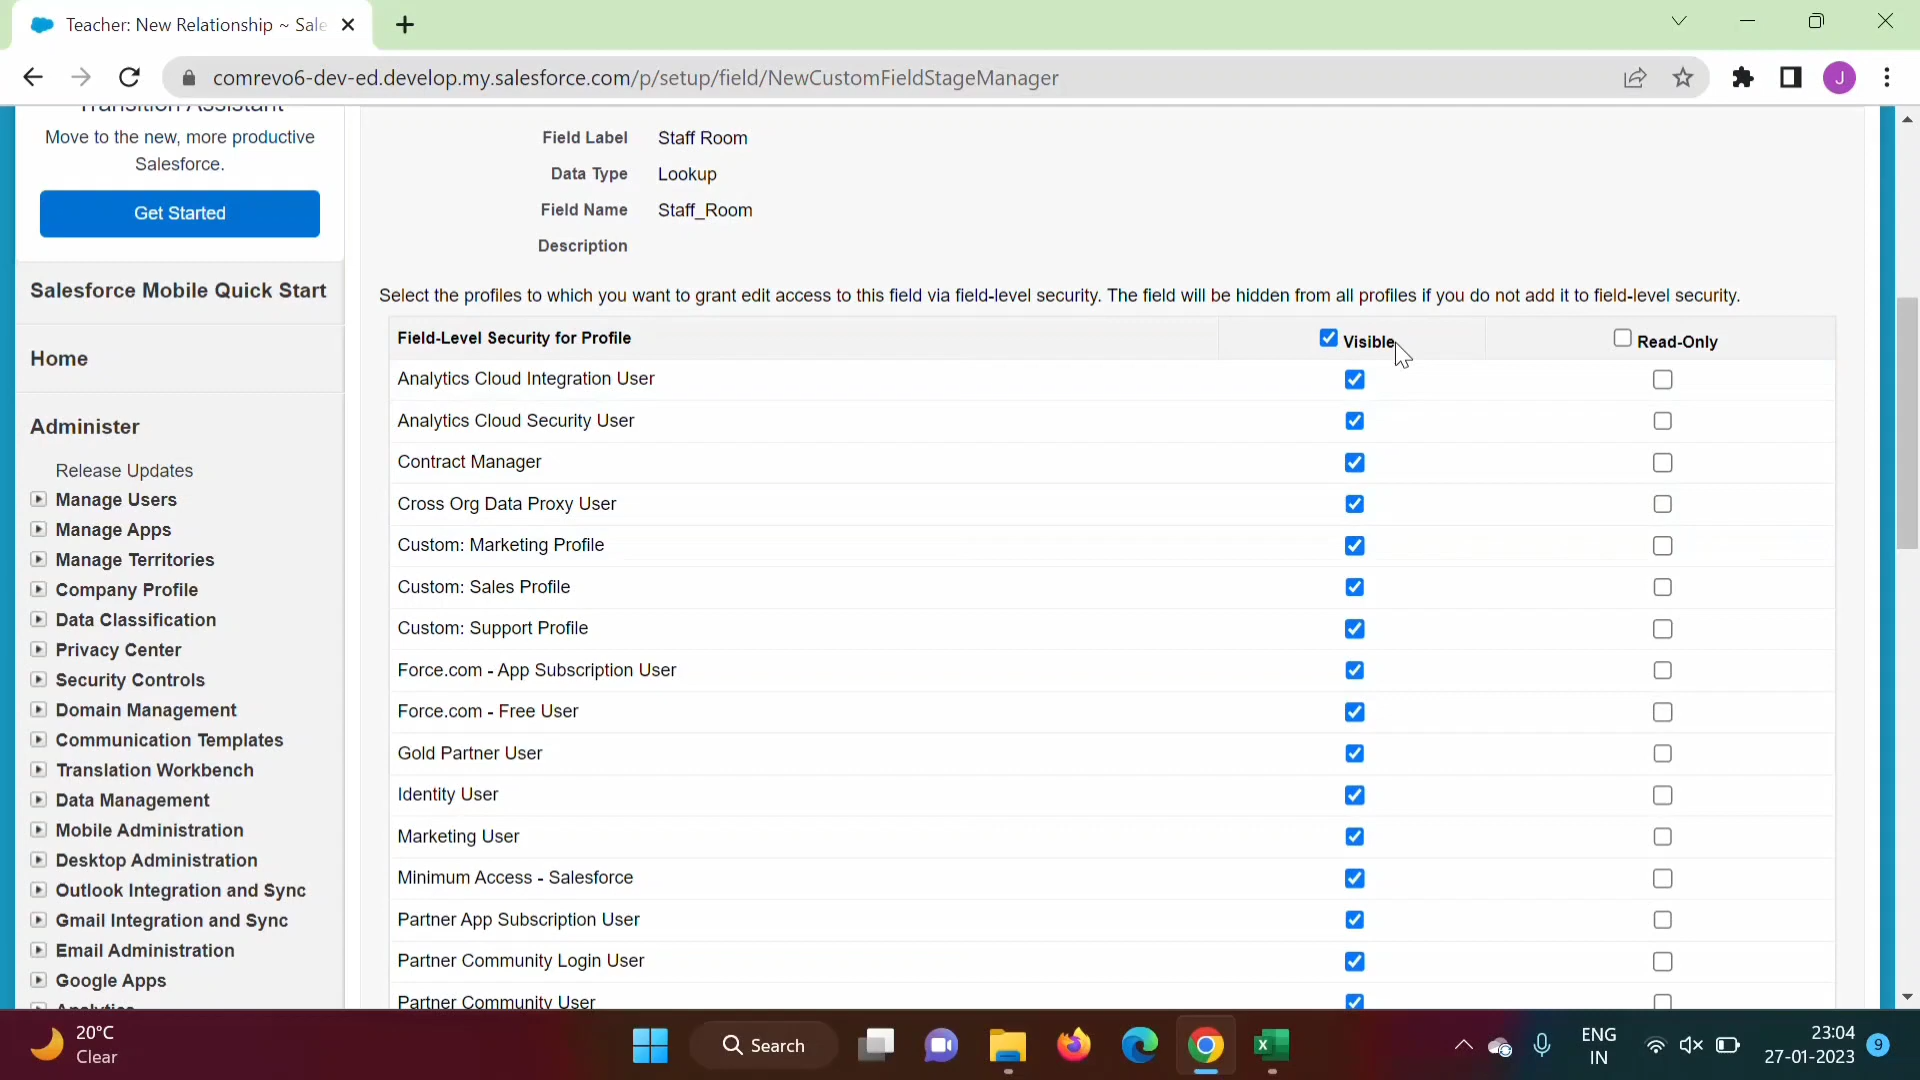 Teacher: New Relationship ~ Sale
comrevo6-dev-ed.develop.my.salesforce.com/p/setup/field/NewCustomFieldStageManager
J
Transition Assistant
Move to the new, more productive
Salesforce.
Get Started
Salesforce Mobile Quick Start
Home
Administer
Release Updates
Manage Users
Manage Apps
Manage Territories
Company Profile
Data Classification
Privacy Center
Security Controls
Domain Management
Communication Templates
Translation Workbench
Data Management
Mobile Administration
Desktop Administration
Outlook Integration and Sync
Gmail Integration and Sync
Email Administration
Google Apps
Analytics
Field Label Staff Room
Data Type Lookup
Field Name Staff_Room
Description
Select the profiles to which you want to grant edit access to this field via field-level security. The field will be hidden from all profiles if you do not add it to field-level security.
Field-Level Security for Profile Visible Read-Only
Analytics Cloud Integration User
Analytics Cloud Security User
Contract Manager
Cross Org Data Proxy User
Custom: Marketing Profile
Custom: Sales Profile
Custom: Support Profile
Force.com - App Subscription User
Force.com - Free User
Gold Partner User
Identity User
Marketing User
Minimum Access - Salesforce
Partner App Subscription User
Partner Community Login User
Partner Community User
20°C
Clear
Search
ENG
IN
23:04
27-01-2023
9